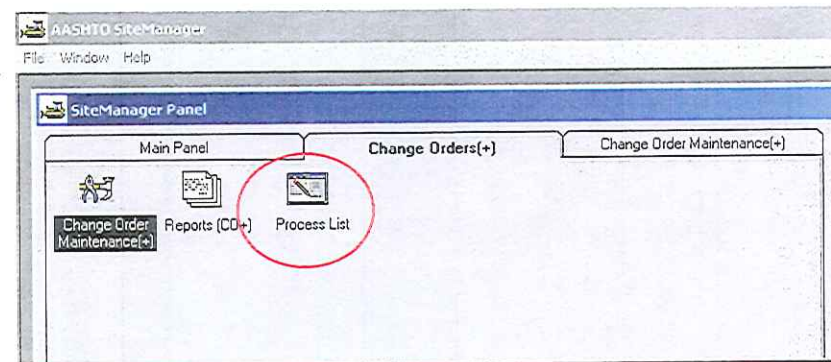 AASHTO SiteManager
File Window Help
SiteManager Panel
Main Panel
Change Orders(+)
Change Order Maintenance(+)
Change Order
Maintenance(+)
Reports (CO+)
Process List